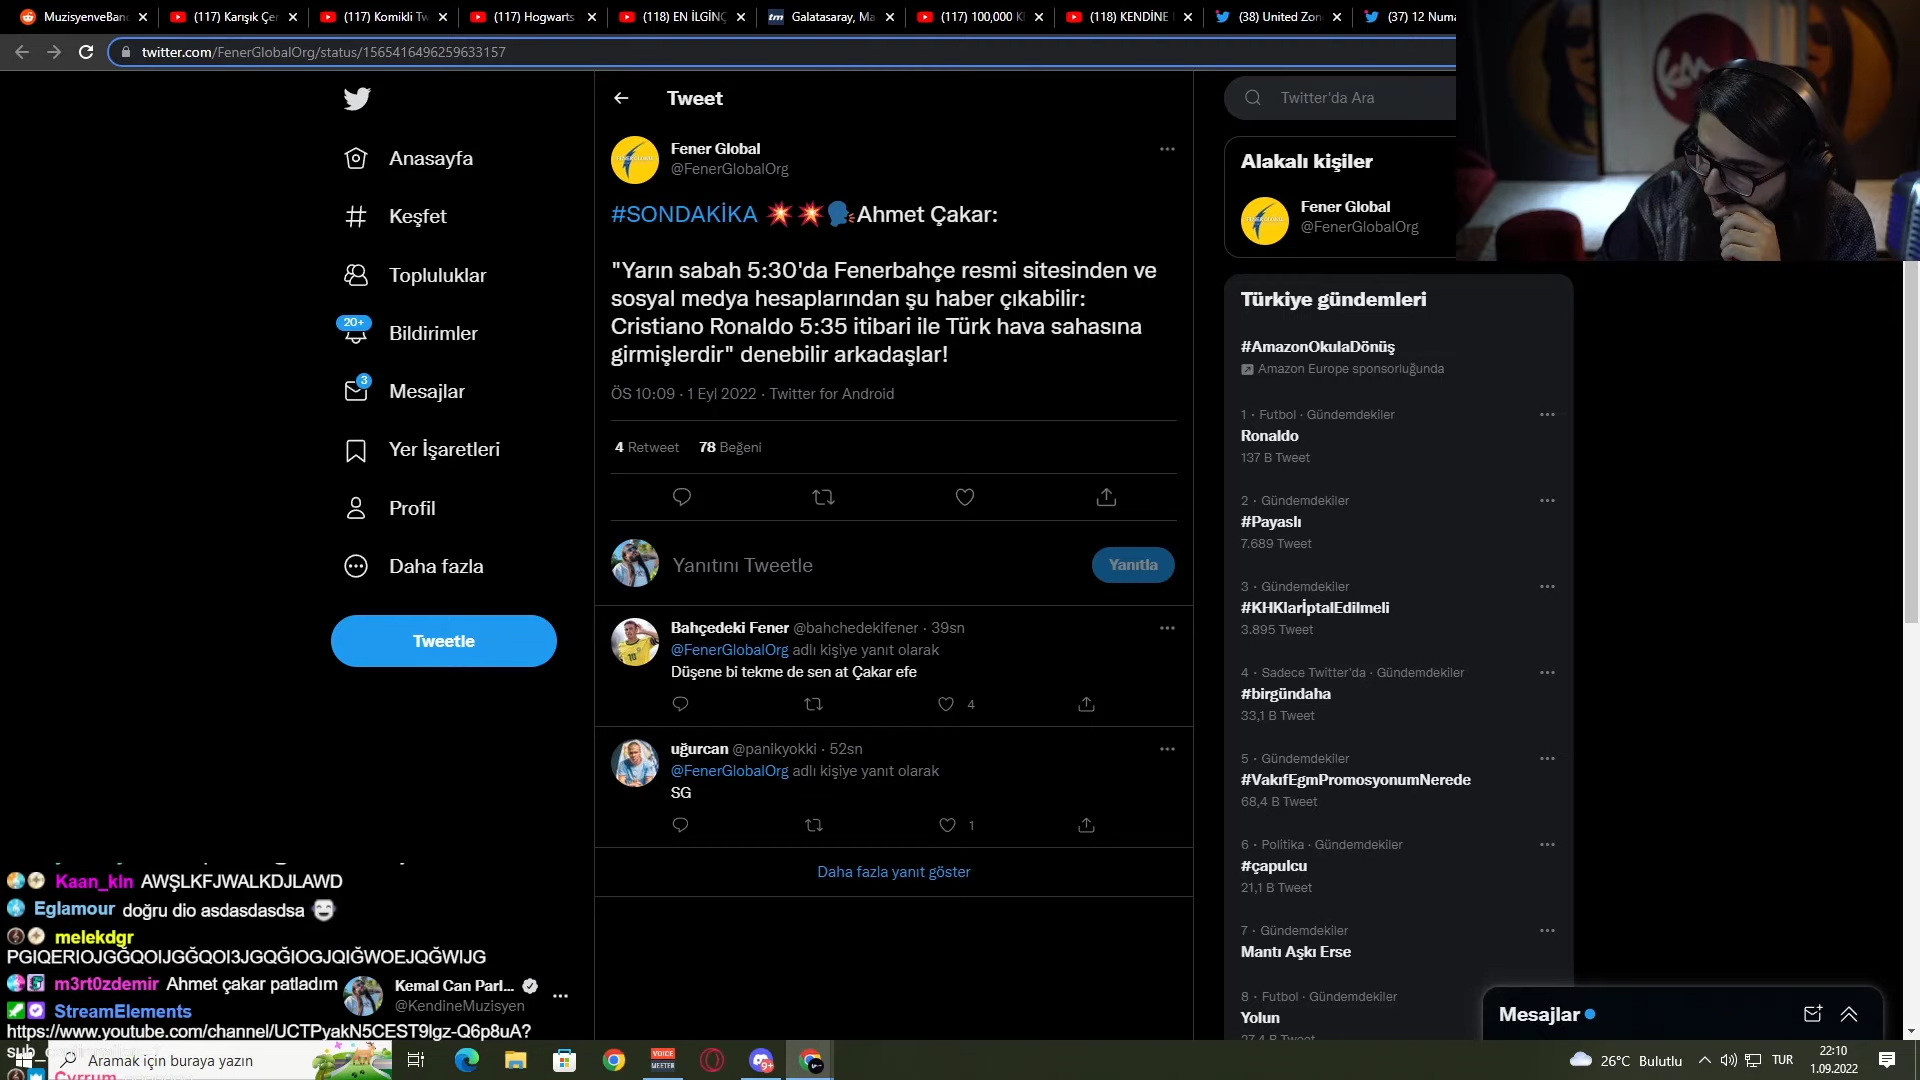 MuzisyenveBan
(117) Karışık Çe
(117) Komikli Tw
(117) Hogwarts
(118) EN İLGİNÇ
Galatasaray, Ma
(117) 100,000 K
(118) KENDİNE
(38) United Zon
(37) 12 Numa
twitter.com/FenerGlobalOrg/status/1565416496259633157
Anasayfa
Keşfet
Topluluklar
20+
Bildirimler
3
Mesajlar
Yer İşaretleri
Profil
Daha fazla
Tweetle
Tweet
Fener Global
@FenerGlobalOrg
#SONDAKİKA 💥💥🗣️Ahmet Çakar:
"Yarın sabah 5:30'da Fenerbahçe resmi sitesinden ve
sosyal medya hesaplarından şu haber çıkabilir:
Cristiano Ronaldo 5:35 itibari ile Türk hava sahasına
girmişlerdir" denebilir arkadaşlar!
ÖS 10:09 · 1 Eyl 2022 · Twitter for Android
4 Retweet 78 Beğeni
Yanıtını Tweetle
Yanıtla
Bahçedeki Fener @bahchedekifener · 39sn
@FenerGlobalOrg adlı kişiye yanıt olarak
Düşene bi tekme de sen at Çakar efe
4
uğurcan @panikyokki · 52sn
@FenerGlobalOrg adlı kişiye yanıt olarak
SG
1
Daha fazla yanıt göster
Twitter'da Ara
Alakalı kişiler
Fener Global
@FenerGlobalOrg
Türkiye gündemleri
#AmazonOkulaDönüş
Amazon Europe sponsorluğunda
1 · Futbol · Gündemdekiler
Ronaldo
137 B Tweet
2 · Gündemdekiler
#Payaslı
7.689 Tweet
3 · Gündemdekiler
#KHKlarİptalEdilmeli
3.895 Tweet
4 · Sadece Twitter'da · Gündemdekiler
#birgündaha
33,1 B Tweet
5 · Gündemdekiler
#VakıfEgmPromosyonumNerede
68,4 B Tweet
6 · Politika · Gündemdekiler
#çapulcu
21,1 B Tweet
7 · Gündemdekiler
Mantı Aşkı Erse
8 · Futbol · Gündemdekiler
Yolun
27,4 B Tweet
Mesajlar
Kaan_kln AWŞLKFJWALKDJLAWD
Eglamour doğru dio asdasdasdsa
melekdgr
PGIQERIOJGĞQOIJGĞQOI3JGQĞIOGJQIĞWOEJQĞWIJG
m3rt0zdemir Ahmet çakar patladım
StreamElements
https://www.youtube.com/channel/UCTPyakN5CEST9lgz-Q6p8uA?
Kemal Can Parl...
@KendineMuzisyen
Aramak için buraya yazın
VOICE
MEETER
9+
26°C Bulutlu
TUR
22:10
1.09.2022